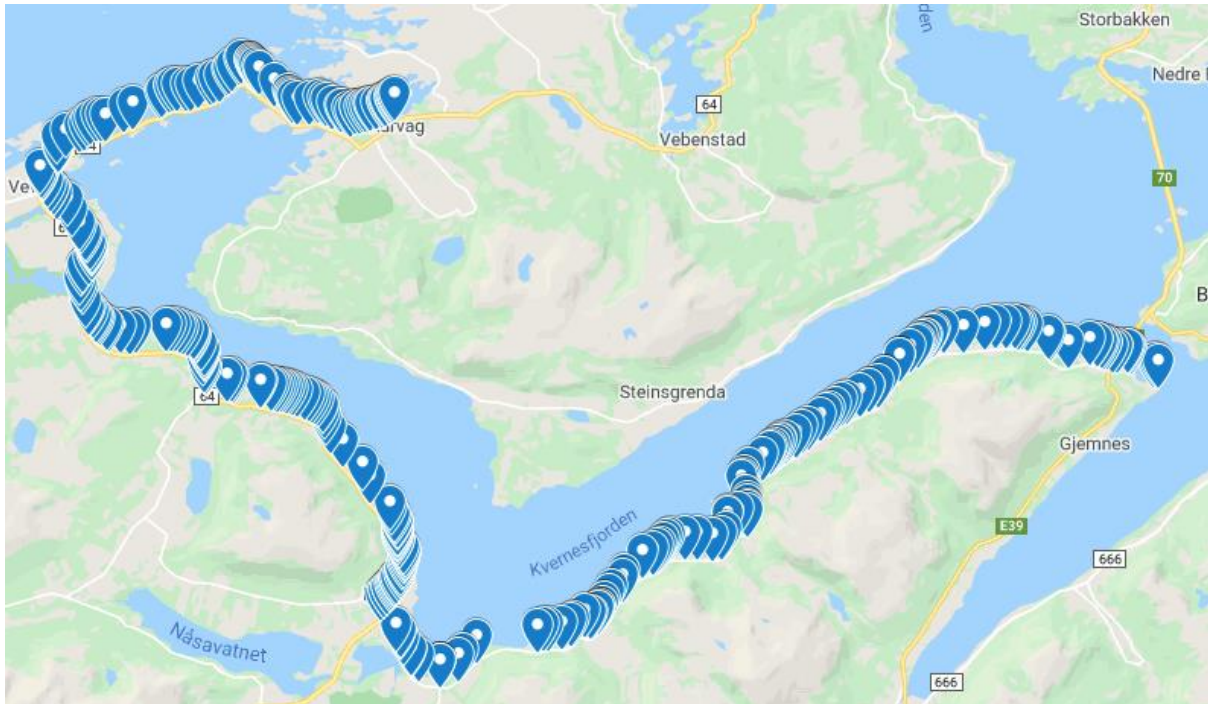 Storbakken
Nedre
64
Vebenstad
70
Steinsgrenda
64
Gjemnes
Kvernesfjorden
E39
666
Nåsavatnet
666